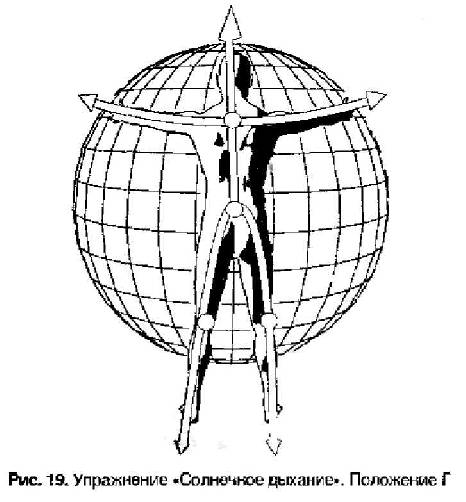 Рис. 19. Упражнение «Солнечное дыхание». Положение Г